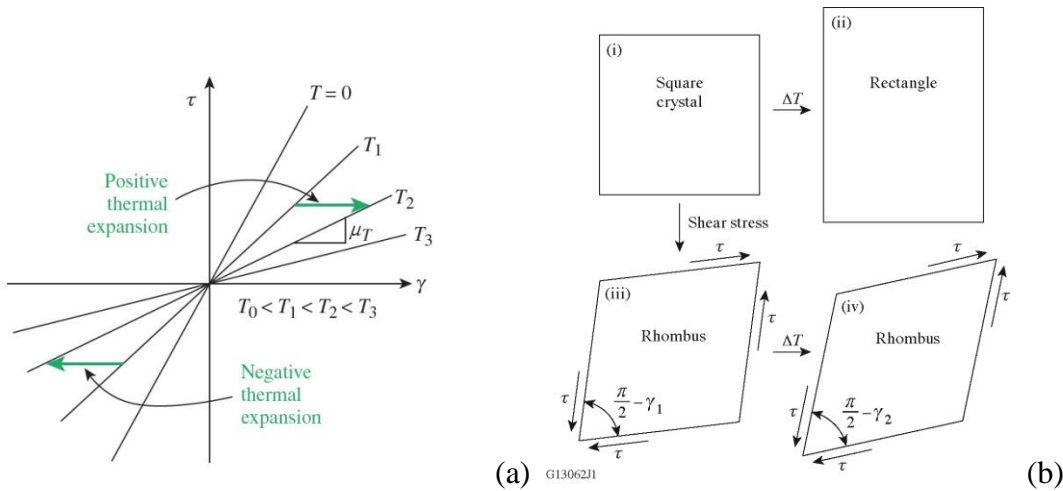 τ
T = 0
T₁
Positive
thermal
expansion
T₂
μ_T
T₃
γ
T₀ < T₁ < T₂ < T₃
Negative
thermal
expansion
(a)
G13062J1
(i)
Square
crystal
ΔT
(ii)
Rectangle
Shear stress
τ
(iii)
τ
Rhombus
τ
π/2 − γ₁
τ
ΔT
τ
(iv)
τ
Rhombus
τ
π/2 − γ₂
τ
(b)